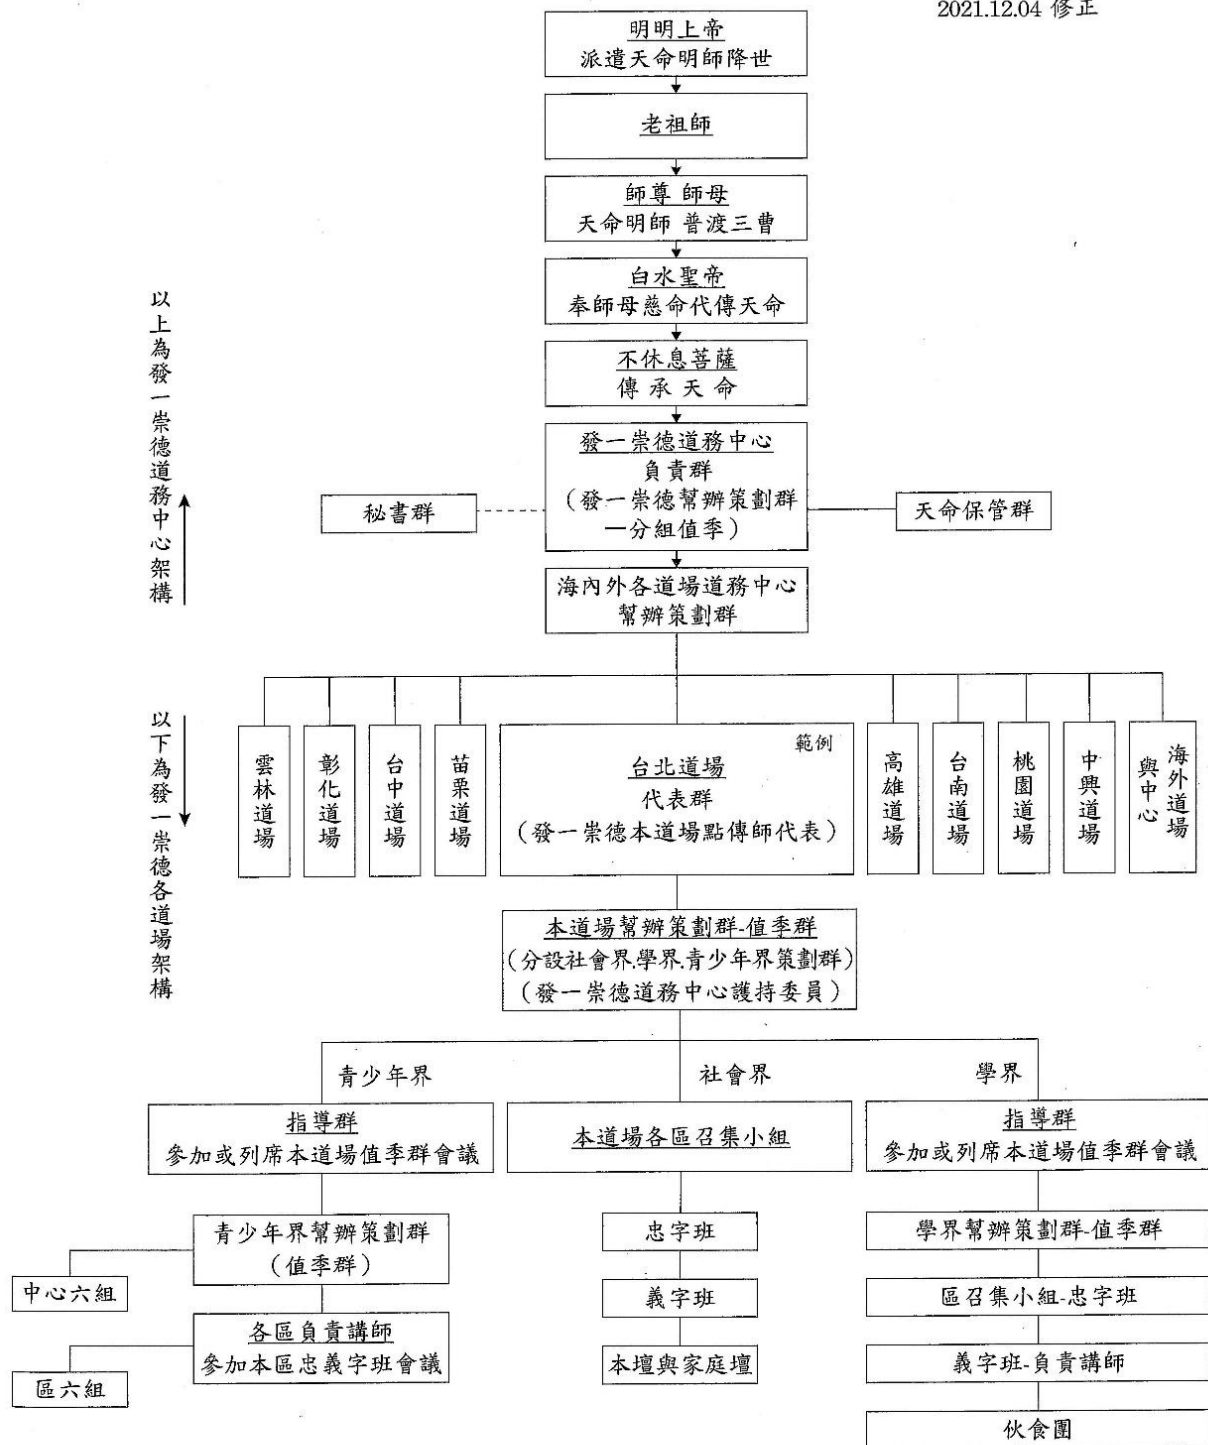 2021.12.04 修正
明明上帝
派遣天命明師降世
老祖師
師尊 師母
天命明師 普渡三曹
白水聖帝
奉師母慈命代傳天命
不休息菩薩
傳承天命
以上為發一崇德道務中心架構
發一崇德道務中心
負責群
(發一崇德幫辦策劃群
—分組值季)
秘書群
天命保管群
海內外各道場道務中心
幫辦策劃群
以下為發一崇德各道場架構
雲林道場
彰化道場
台中道場
苗栗道場
範例
台北道場
代表群
(發一崇德本道場點傳師代表)
高雄道場
台南道場
桃園道場
中興道場
海外道場
與中心
本道場幫辦策劃群-值季群
(分設社會界.學界.青少年界策劃群)
(發一崇德道務中心護持委員)
青少年界
社會界
學界
指導群
參加或列席本道場值季群會議
本道場各區召集小組
指導群
參加或列席本道場值季群會議
青少年界幫辦策劃群
(值季群)
忠字班
學界幫辦策劃群-值季群
中心六組
義字班
區召集小組-忠字班
各區負責講師
參加本區忠義字班會議
本壇與家庭壇
義字班-負責講師
區六組
伙食團